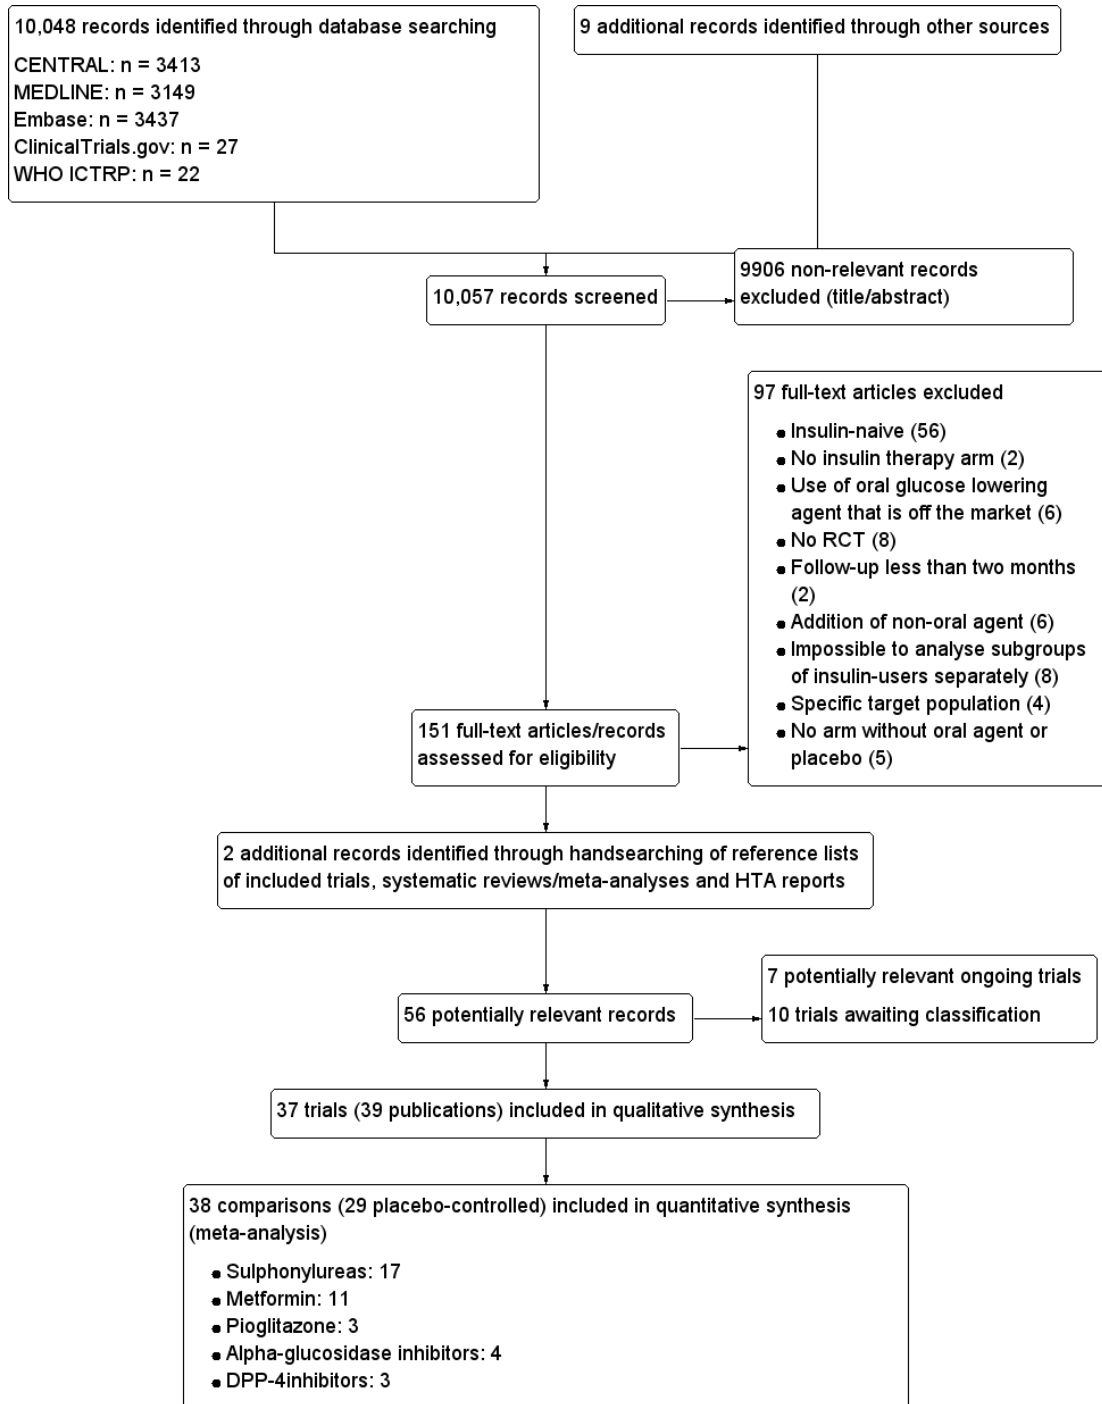 10,048 records identified through database searching
CENTRAL: n = 3413
MEDLINE: n = 3149
Embase: n = 3437
ClinicalTrials.gov: n = 27
WHO ICTRP: n = 22
9 additional records identified through other sources
10,057 records screened
9906 non-relevant records
excluded (title/abstract)
97 full-text articles excluded
• Insulin-naive (56)
• No insulin therapy arm (2)
• Use of oral glucose lowering
agent that is off the market (6)
• No RCT (8)
• Follow-up less than two months
(2)
• Addition of non-oral agent (6)
• Impossible to analyse subgroups
of insulin-users separately (8)
• Specific target population (4)
• No arm without oral agent or
placebo (5)
151 full-text articles/records
assessed for eligibility
2 additional records identified through handsearching of reference lists
of included trials, systematic reviews/meta-analyses and HTA reports
56 potentially relevant records
7 potentially relevant ongoing trials
10 trials awaiting classification
37 trials (39 publications) included in qualitative synthesis
38 comparisons (29 placebo-controlled) included in quantitative synthesis
(meta-analysis)
• Sulphonylureas: 17
• Metformin: 11
• Pioglitazone: 3
• Alpha-glucosidase inhibitors: 4
• DPP-4inhibitors: 3